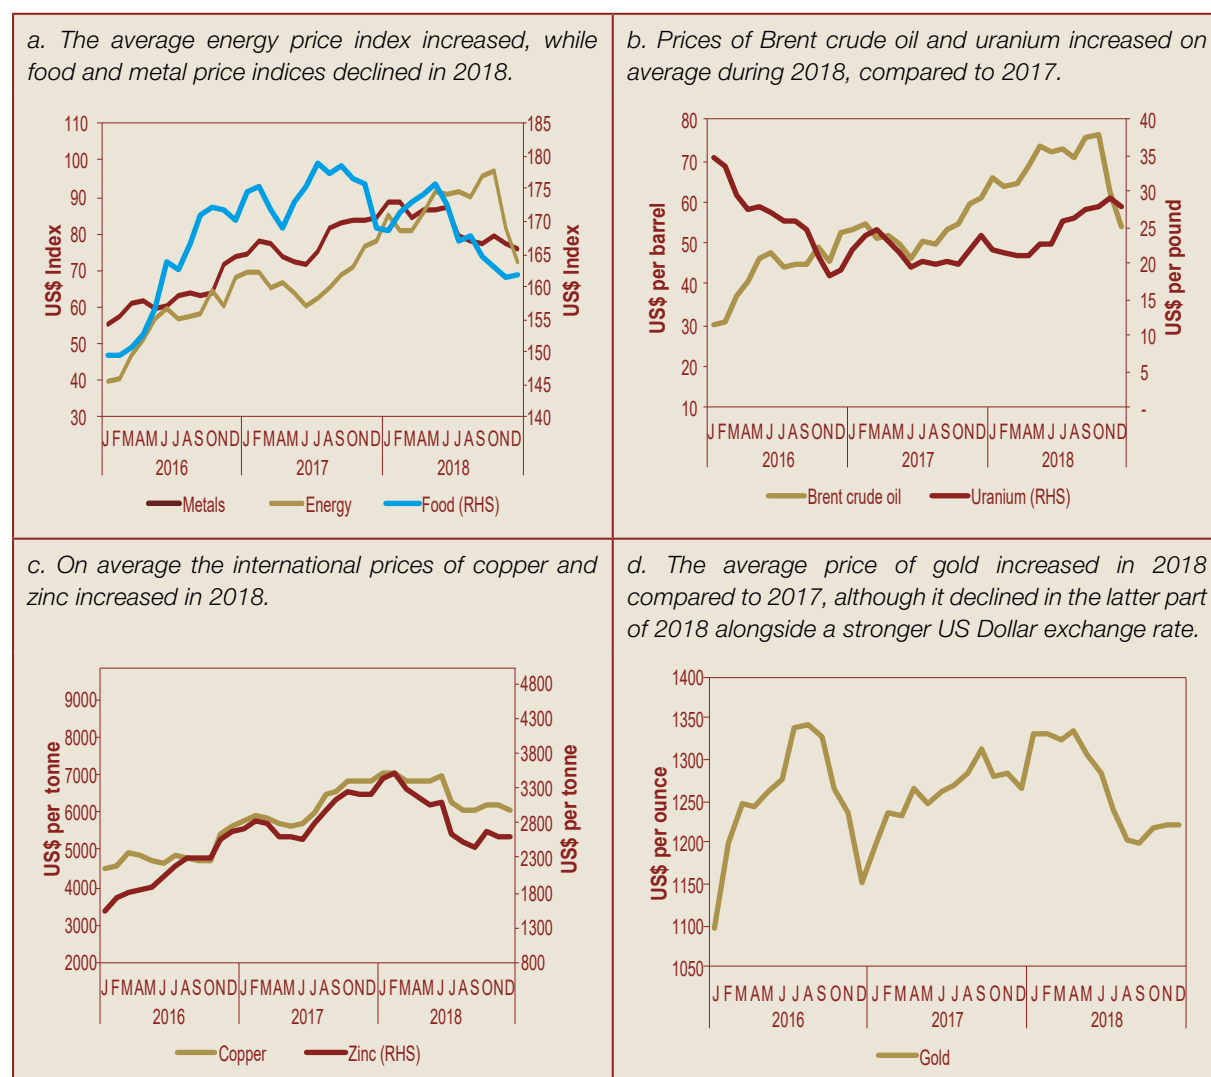 a. The average energy price index increased, while
food and metal price indices declined in 2018.
US$ Index
110
100
90
80
70
60
50
40
30
185
180
175
170
165
160
155
150
145
140
US$ Index
J F M A M J J A S O N D J F M A M J J A S O N D J F M A M J J A S O N D
2016 2017 2018
Metals Energy Food (RHS)
b. Prices of Brent crude oil and uranium increased on
average during 2018, compared to 2017.
US$ per barrel
80
70
60
50
40
30
20
10
40
35
30
25
20
15
10
5
-
US$ per pound
J F M A M J J A S O N D J F M A M J J A S O N D J F M A M J J A S O N D
2016 2017 2018
Brent crude oil Uranium (RHS)
c. On average the international prices of copper and
zinc increased in 2018.
US$ per tonne
9000
8000
7000
6000
5000
4000
3000
2000
4800
4300
3800
3300
2800
2300
1800
1300
800
US$ per tonne
J F M A M J J A S O N D J F M A M J J A S O N D J F M A M J J A S O N D
2016 2017 2018
Copper Zinc (RHS)
d. The average price of gold increased in 2018
compared to 2017, although it declined in the latter part
of 2018 alongside a stronger US Dollar exchange rate.
US$ per ounce
1400
1350
1300
1250
1200
1150
1100
1050
J F M A M J J A S O N D J F M A M J J A S O N D J F M A M J J A S O N D
2016 2017 2018
Gold